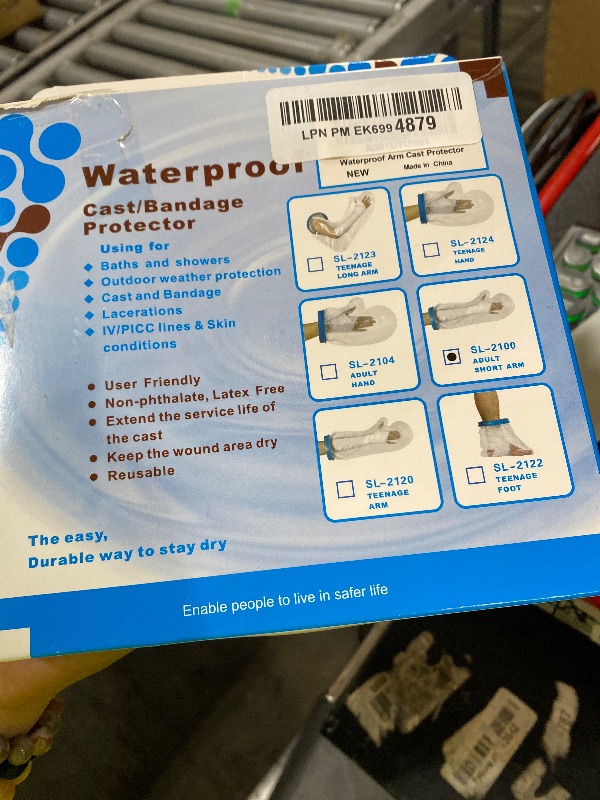 LPN PM EK699 4879
Waterproof Arm Cast Protector
NEW Made in China
Waterproof
Cast/Bandage
Protector
Using for
Baths and showers
Outdoor weather protection
Cast and Bandage
Lacerations
IV/PICC lines & Skin
conditions
User Friendly
Non-phthalate, Latex Free
Extend the service life of
the cast
Keep the wound area dry
Reusable
SL-2123
TEENAGE
LONG ARM
SL-2124
TEENAGE
HAND
SL-2104
ADULT
HAND
SL-2100
ADULT
SHORT ARM
SL-2120
TEENAGE
ARM
SL-2122
TEENAGE
FOOT
The easy,
Durable way to stay dry
Enable people to live in safer life